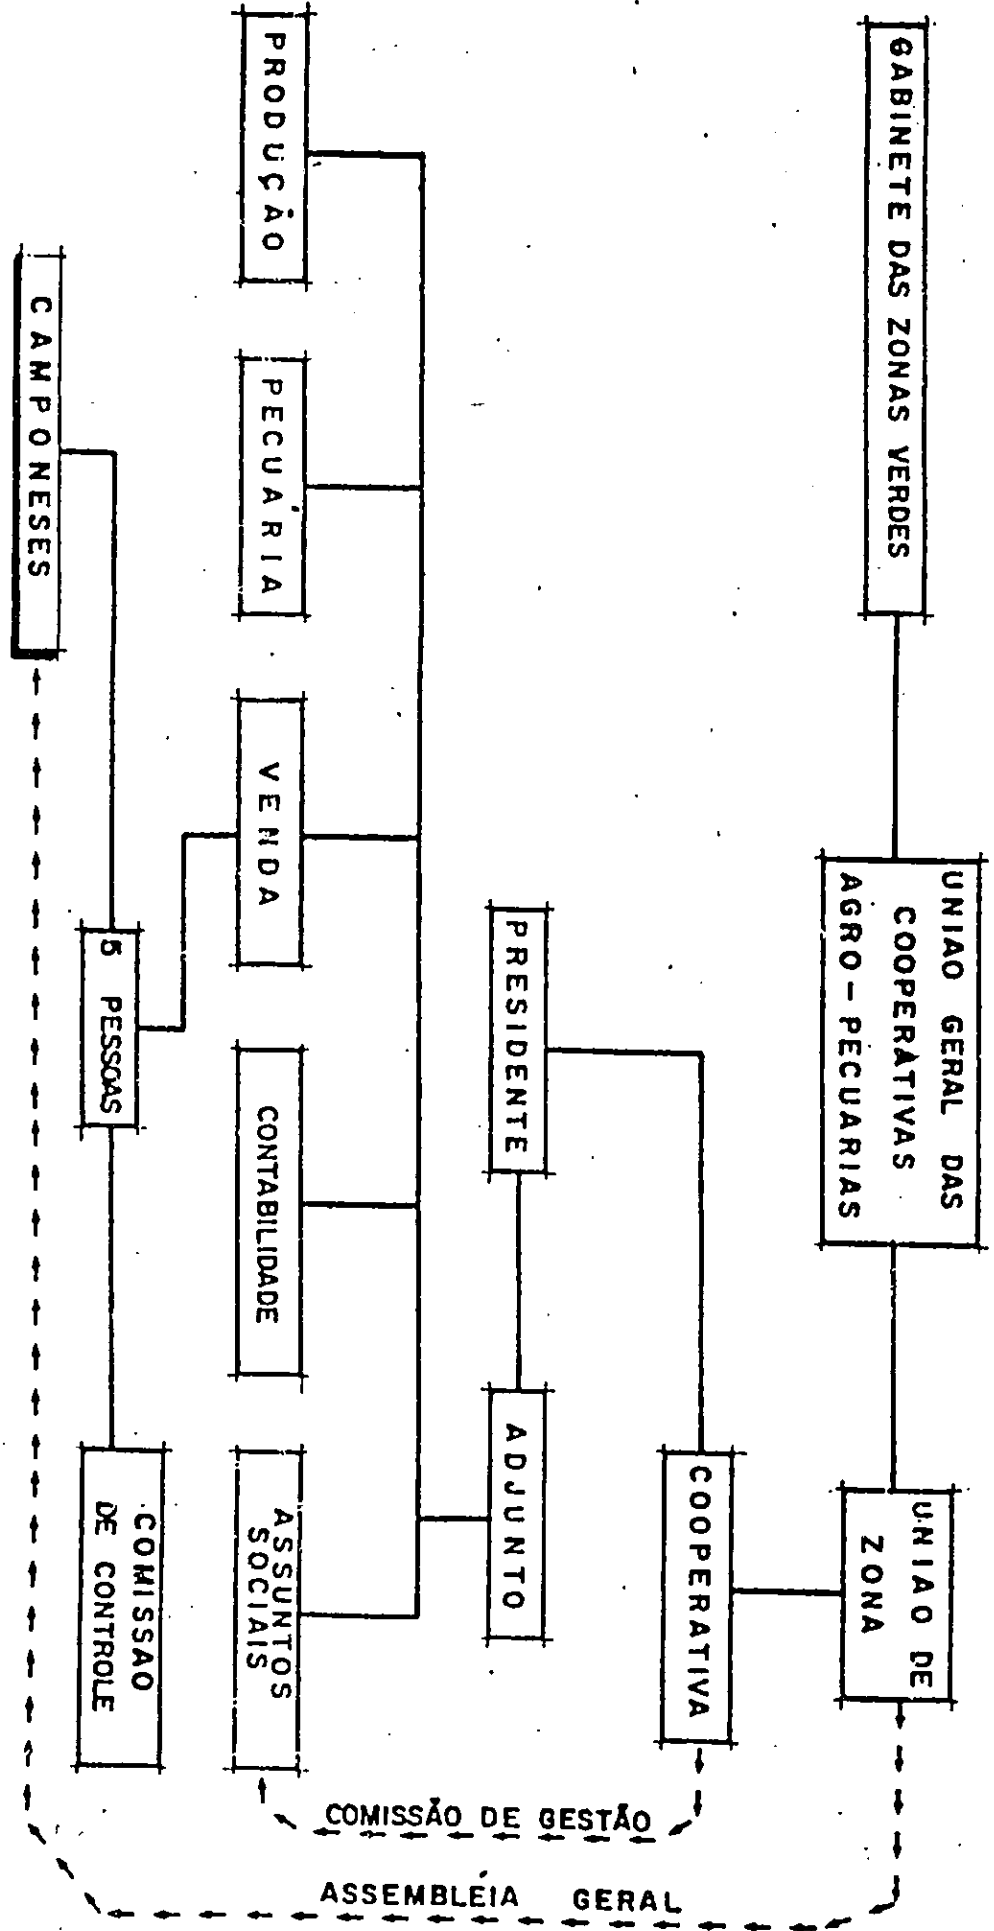 GABINETE DAS ZONAS VERDES
UNIAO GERAL DAS
COOPERATIVAS
AGRO-PECUARIAS
UNIAO DE
ZONA
COOPERATIVA
PRESIDENTE
ADJUNTO
PRODUÇÃO
PECUÁRIA
VENDA
CONTABILIDADE
ASSUNTOS
SOCIAIS
5 PESSOAS
COMISSAO
DE CONTROLE
CAMPONESES
COMISSÃO DE GESTÃO
ASSEMBLÉIA GERAL